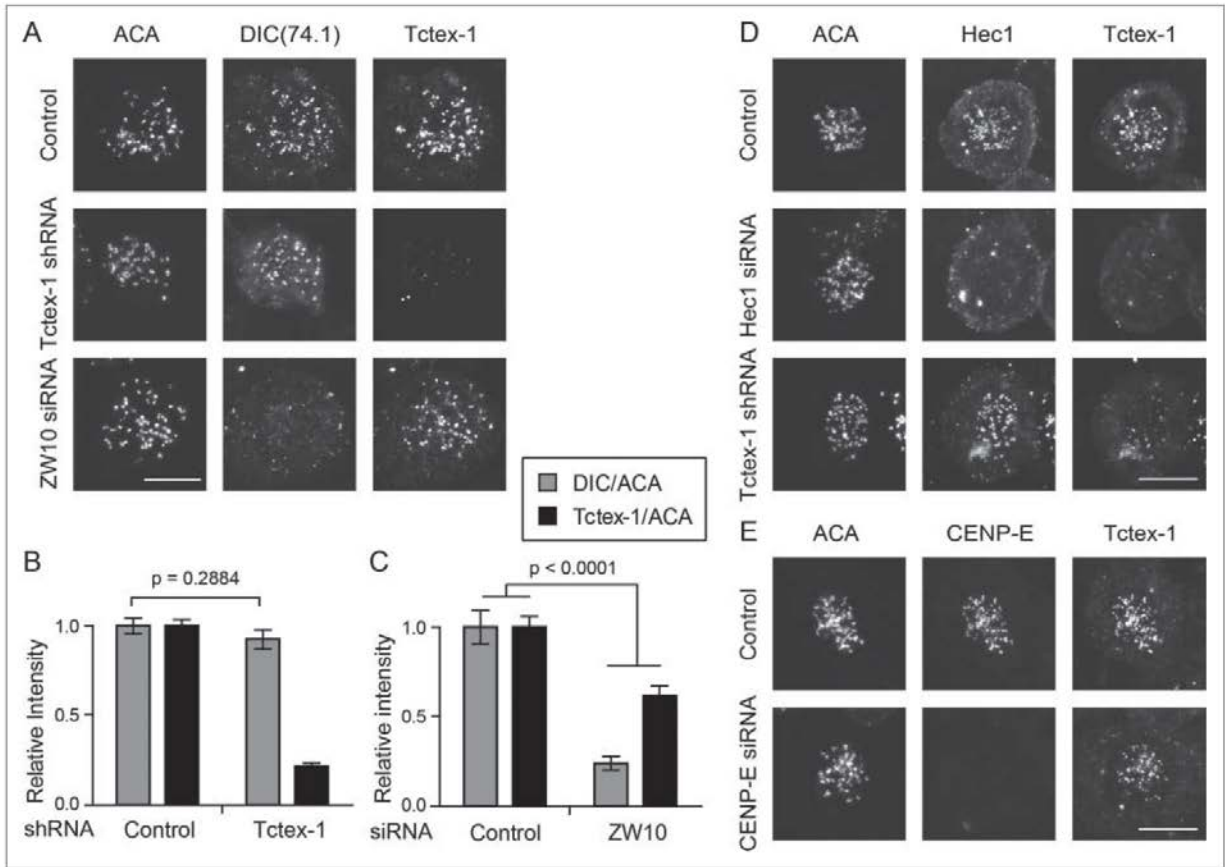 A
ACA DIC(74.1) Tctex-1
Control
Tctex-1 shRNA
ZW10 siRNA
DIC/ACA
Tctex-1/ACA
B
p = 0.2884
Relative Intensity
1.0
0.5
0.0
shRNA Control Tctex-1
C
p < 0.0001
Relative intensity
1.0
0.5
0.0
siRNA Control ZW10
D
ACA Hec1 Tctex-1
Control
Hec1 siRNA
Tctex-1 shRNA
E
ACA CENP-E Tctex-1
Control
CENP-E siRNA